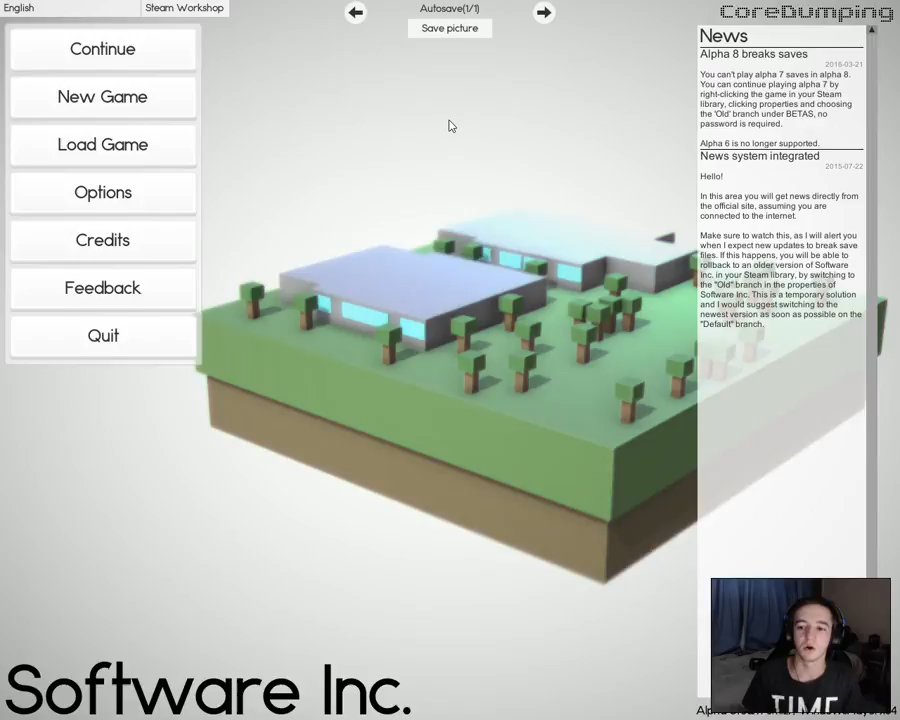 English
Steam Workshop
Autosave(1/1)
Save picture
CoreDumping
Continue
New Game
Load Game
Options
Credits
Feedback
Quit
News
Alpha 8 breaks saves
2016-03-21
You can't play alpha 7 saves in alpha 8.
You can continue playing alpha 7 by
right-clicking the game in your Steam
library, clicking properties and choosing
the 'Old' branch under BETAS, no
password is required.
Alpha 6 is no longer supported.
News system integrated
2015-07-22
Hello!
In this area you will get news directly from
the official site, assuming you are
connected to the internet.
Make sure to watch this, as I will alert you
when I expect new updates to break save
files. If this happens, you will be able to
rollback to an older version of Software
Inc. in your Steam library, by switching to
the "Old" branch in the properties of
Software Inc. This is a temporary solution
and I would suggest switching to the
newest version as soon as possible on the
"Default" branch.
TIME
Software Inc.